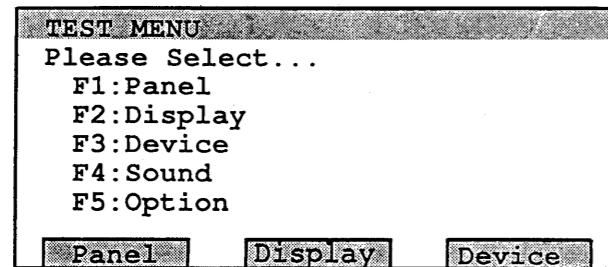 TEST MENU
Please Select...
F1:Panel
F2:Display
F3:Device
F4:Sound
F5:Option
Panel Display Device